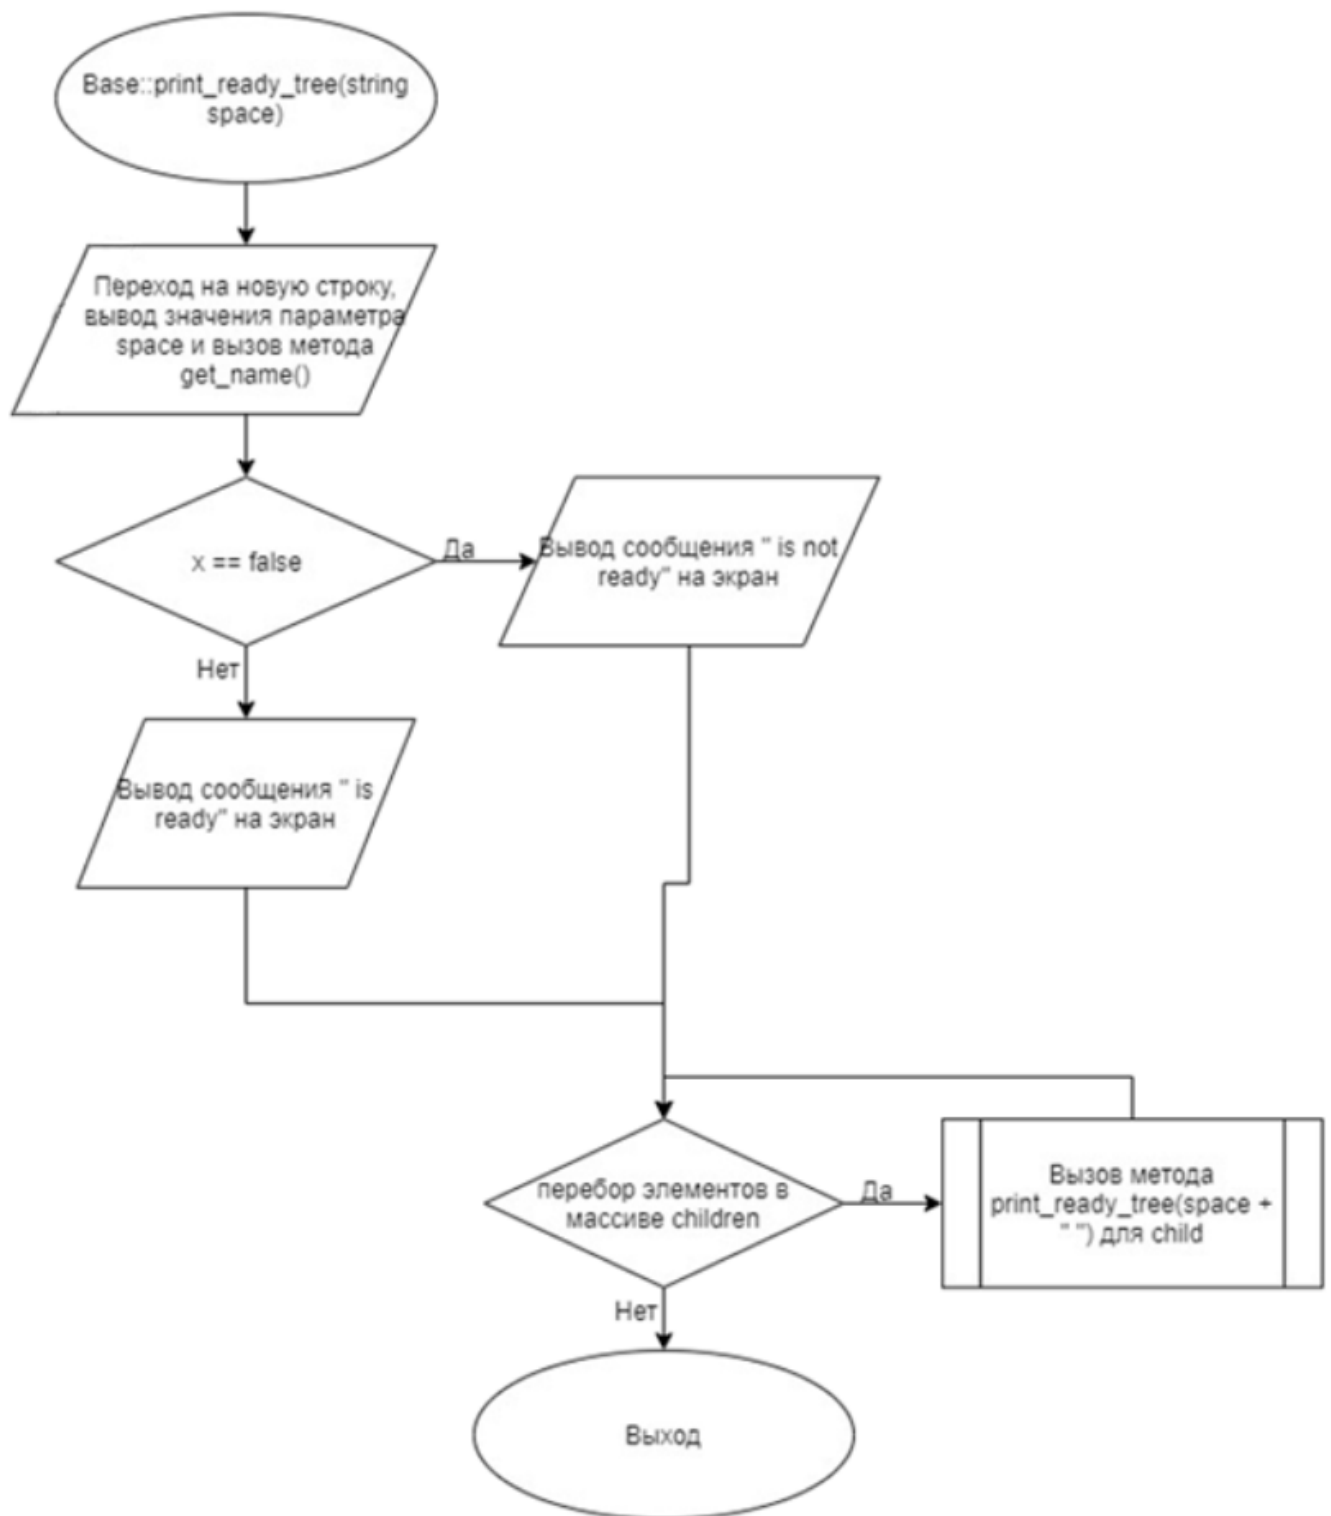 Base::print_ready_tree(string
space)
Переход на новую строку,
вывод значения параметра
space и вызов метода
get_name()
x == false
Да
Вывод сообщения " is not
ready" на экран
Нет
Вывод сообщения " is
ready" на экран
перебор элементов в
массиве children
Да
Вызов метода
print_ready_tree(space +
" ") для child
Нет
Выход